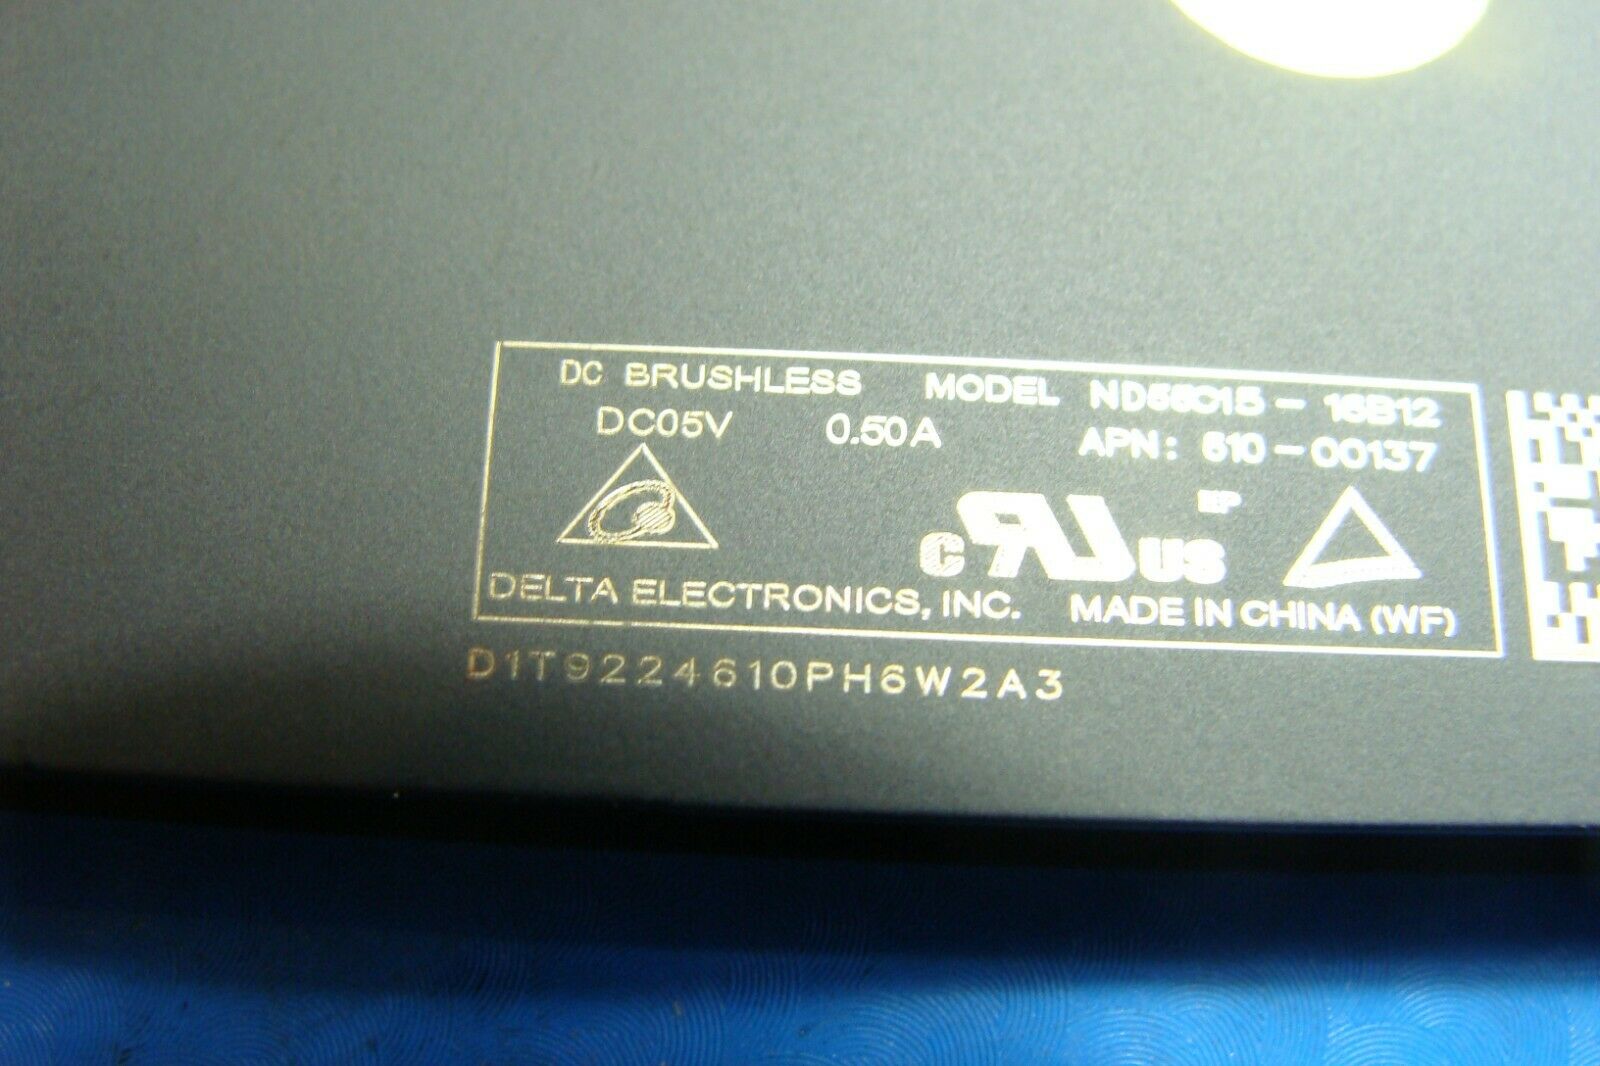 DC BRUSHLESS MODEL ND55C15 - 16B12
DC05V 0.50A APN: 610-00137
c RU US
DELTA ELECTRONICS, INC. MADE IN CHINA (WF)
D1T9224610PH6W2A3